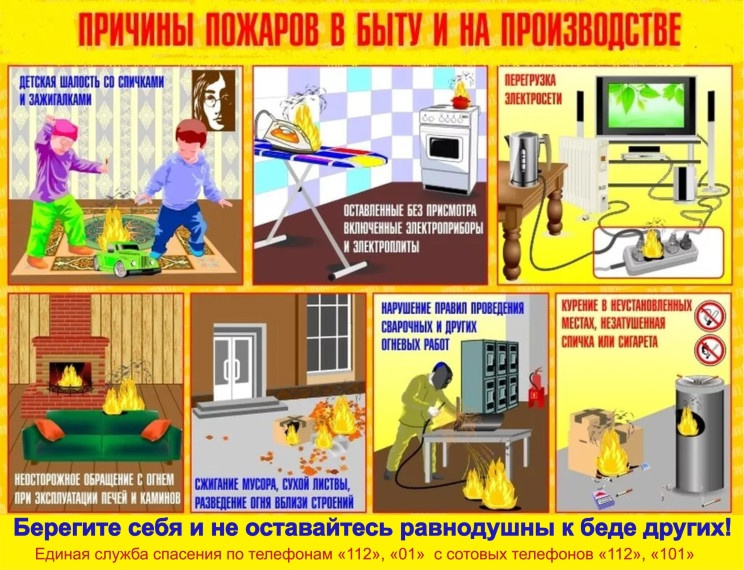 ПРИЧИНЫ ПОЖАРОВ В БЫТУ И НА ПРОИЗВОДСТВЕ
ДЕТСКАЯ ШАЛОСТЬ СО СПИЧКАМИ
И ЗАЖИГАЛКАМИ
ОСТАВЛЕННЫЕ БЕЗ ПРИСМОТРА
ВКЛЮЧЕННЫЕ ЭЛЕКТРОПРИБОРЫ
И ЭЛЕКТРОПЛИТЫ
ПЕРЕГРУЗКА
ЭЛЕКТРОСЕТИ
НЕОСТОРОЖНОЕ ОБРАЩЕНИЕ С ОГНЕМ
ПРИ ЭКСПЛУАТАЦИИ ПЕЧЕЙ И КАМИНОВ
СЖИГАНИЕ МУСОРА, СУХОЙ ЛИСТВЫ,
РАЗВЕДЕНИЕ ОГНЯ ВБЛИЗИ СТРОЕНИЙ
НАРУШЕНИЕ ПРАВИЛ ПРОВЕДЕНИЯ
СВАРОЧНЫХ И ДРУГИХ
ОГНЕВЫХ РАБОТ
КУРЕНИЕ В НЕУСТАНОВЛЕННЫХ
МЕСТАХ, НЕЗАТУШЕННАЯ
СПИЧКА ИЛИ СИГАРЕТА
Берегите себя и не оставайтесь равнодушны к беде других!
Единая служба спасения по телефонам «112», «01» с сотовых телефонов «112», «101»